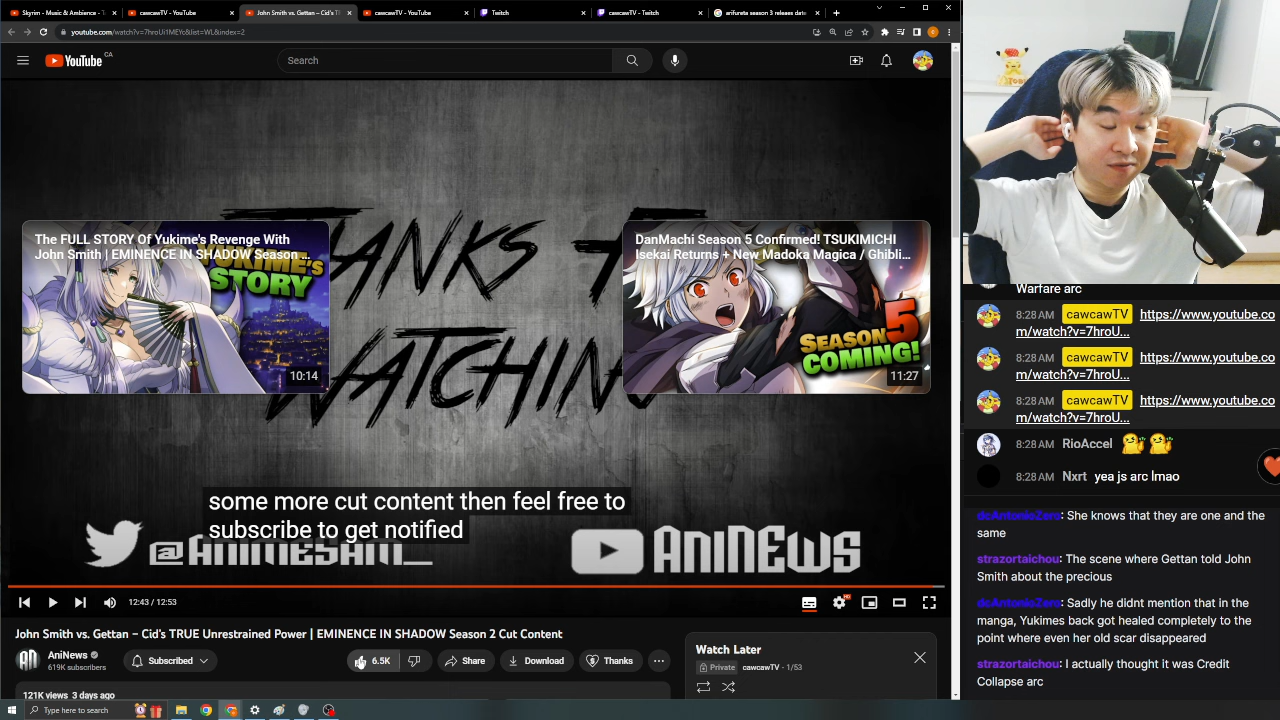 Skyrim - Music & Ambience -
cawcawTV - YouTube
John Smith vs. Gettan – Cid's T
cawcawTV - YouTube
Twitch
cawcawTV - Twitch
arifureta season 3 releaes date
youtube.com/watch?v=7hroUi1MEYc&list=WL&index=2
YouTube CA
Search
The FULL STORY Of Yukime's Revenge With
John Smith | EMINENCE IN SHADOW Season ...
YUKIME's
STORY
10:14
THANKS F
WATCHIN
DanMachi Season 5 Confirmed! TSUKIMICHI
Isekai Returns + New Madoka Magica / Ghibli...
SEASON 5
COMING!
11:27
some more cut content then feel free to
subscribe to get notified
@AnimeSam_
AniNews
12:43 / 12:53
HD
John Smith vs. Gettan – Cid's TRUE Unrestrained Power | EMINENCE IN SHADOW Season 2 Cut Content
AniNews
619K subscribers
Subscribed
6.5K
Share
Download
Thanks
121K views 3 days ago
Watch Later
Private cawcawTV - 1/53
Type here to search
Warfare arc
8:28 AM cawcawTV https://www.youtube.co
m/watch?v=7hroU...
8:28 AM cawcawTV https://www.youtube.co
m/watch?v=7hroU...
8:28 AM cawcawTV https://www.youtube.co
m/watch?v=7hroU...
8:28 AM RioAccel
8:28 AM Nxrt yea js arc lmao
dcAntonioZero: She knows that they are one and the
same
strazortaichou: The scene where Gettan told John
Smith about the precious
dcAntonioZero: Sadly he didnt mention that in the
manga, Yukimes back got healed completely to the
point where even her old scar disappeared
strazortaichou: I actually thought it was Credit
Collapse arc